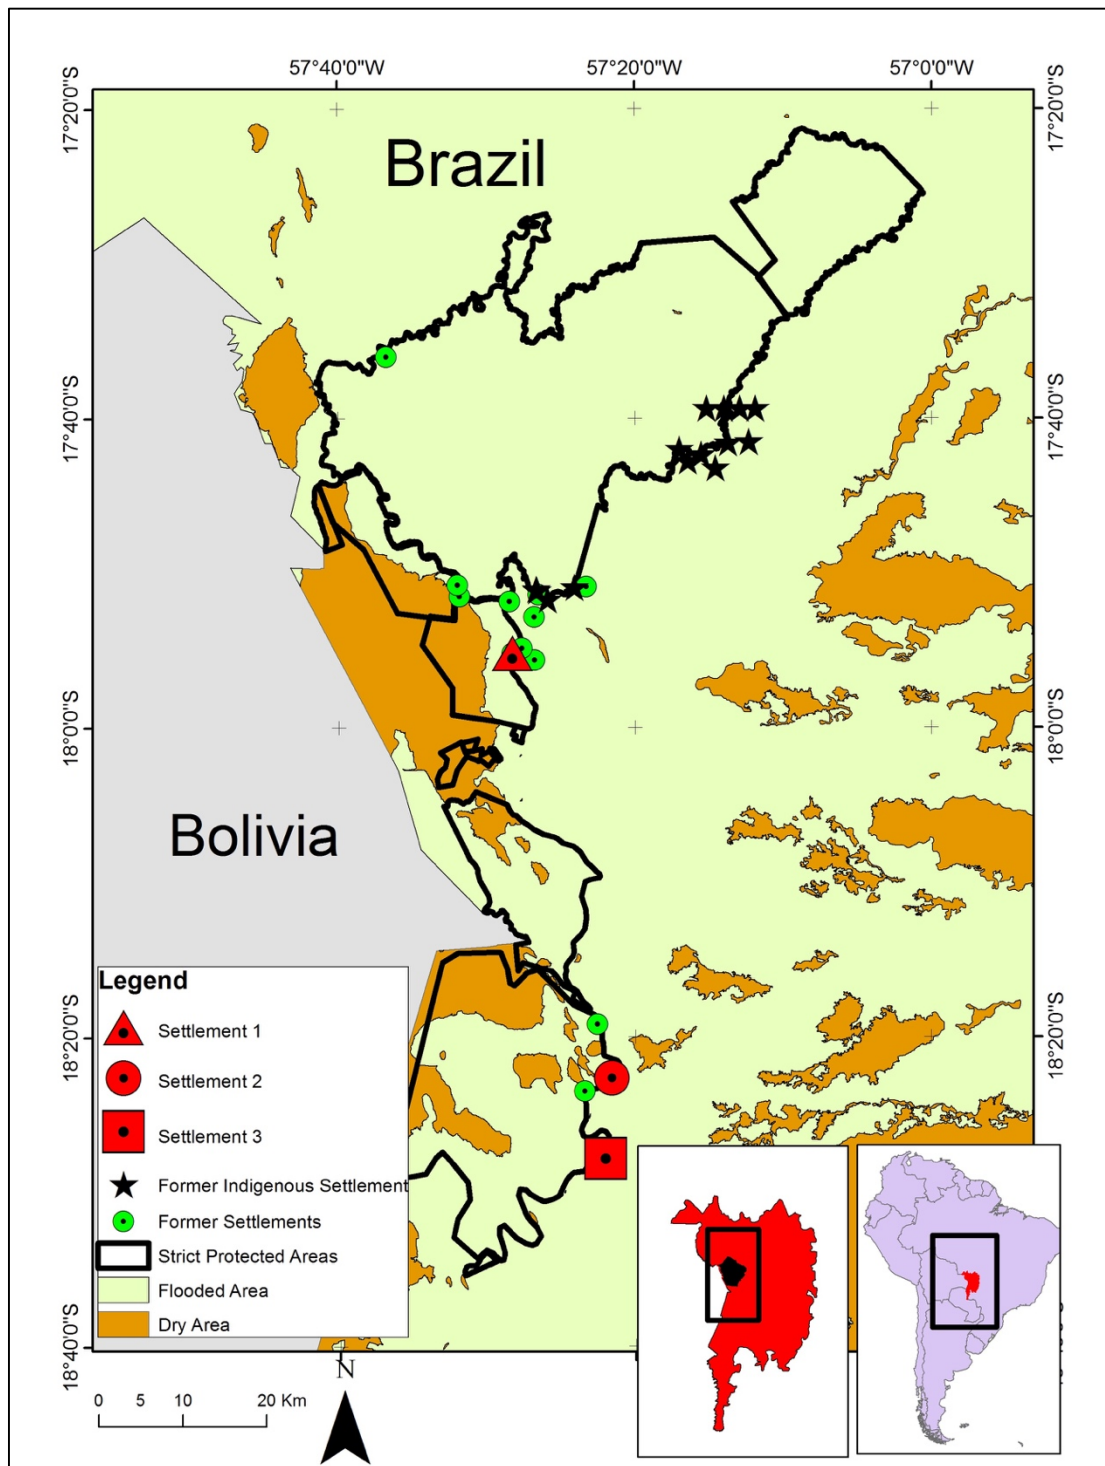 57°40'0"W 57°20'0"W 57°0'0"W
17°20'0"S 17°20'0"S
Brazil
17°40'0"S 17°40'0"S
18°0'0"S 18°0'0"S
Bolivia
Legend
Settlement 1
Settlement 2
Settlement 3
Former Indigenous Settlement
Former Settlements
Strict Protected Areas
Flooded Area
Dry Area
18°20'0"S 18°20'0"S
18°40'0"S
N
0 5 10 20 Km